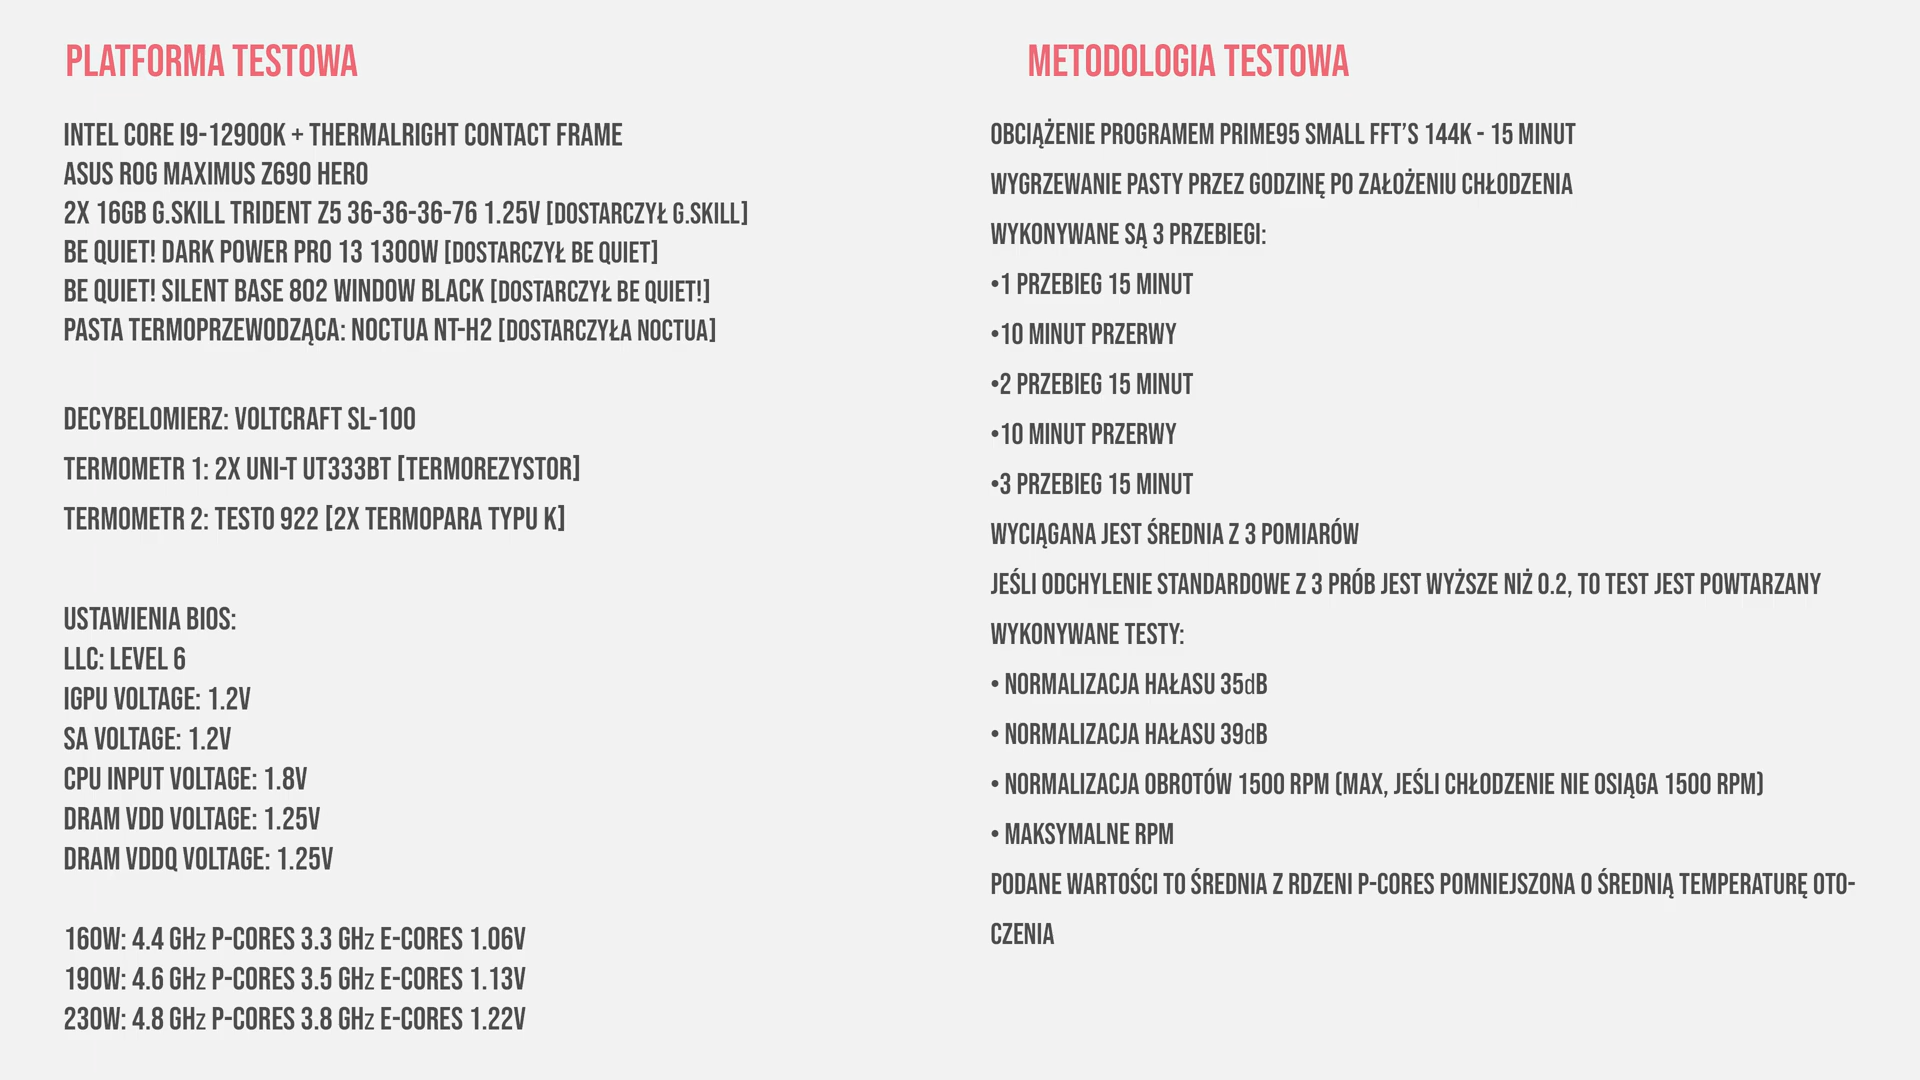 PLATFORMA TESTOWA
INTEL CORE I9-12900K + THERMALRIGHT CONTACT FRAME
ASUS ROG MAXIMUS Z690 HERO
2X 16GB G.SKILL TRIDENT Z5 36-36-36-76 1.25V [DOSTARCZYŁ G.SKILL]
BE QUIET! DARK POWER PRO 13 1300W [DOSTARCZYŁ BE QUIET]
BE QUIET! SILENT BASE 802 WINDOW BLACK [DOSTARCZYŁ BE QUIET!]
PASTA TERMOPRZEWODZĄCA: NOCTUA NT-H2 [DOSTARCZYŁA NOCTUA]
DECYBELOMIERZ: VOLTCRAFT SL-100
TERMOMETR 1: 2X UNI-T UT333BT [TERMOREZYSTOR]
TERMOMETR 2: TESTO 922 [2X TERMOPARA TYPU K]
USTAWIENIA BIOS:
LLC: LEVEL 6
IGPU VOLTAGE: 1.2V
SA VOLTAGE: 1.2V
CPU INPUT VOLTAGE: 1.8V
DRAM VDD VOLTAGE: 1.25V
DRAM VDDQ VOLTAGE: 1.25V
160W: 4.4 GHz P-CORES 3.3 GHz E-CORES 1.06V
190W: 4.6 GHz P-CORES 3.5 GHz E-CORES 1.13V
230W: 4.8 GHz P-CORES 3.8 GHz E-CORES 1.22V
METODOLOGIA TESTOWA
OBCIĄŻENIE PROGRAMEM PRIME95 SMALL FFT'S 144K - 15 MINUT
WYGRZEWANIE PASTY PRZEZ GODZINĘ PO ZAŁOŻENIU CHŁODZENIA
WYKONYWANE SĄ 3 PRZEBIEGI:
•1 PRZEBIEG 15 MINUT
•10 MINUT PRZERWY
•2 PRZEBIEG 15 MINUT
•10 MINUT PRZERWY
•3 PRZEBIEG 15 MINUT
WYCIĄGANA JEST ŚREDNIA Z 3 POMIARÓW
JEŚLI ODCHYLENIE STANDARDOWE Z 3 PRÓB JEST WYŻSZE NIŻ 0.2, TO TEST JEST POWTARZANY
WYKONYWANE TESTY:
• NORMALIZACJA HAŁASU 35dB
• NORMALIZACJA HAŁASU 39dB
• NORMALIZACJA OBROTÓW 1500 RPM (MAX, JEŚLI CHŁODZENIE NIE OSIĄGA 1500 RPM)
• MAKSYMALNE RPM
PODANE WARTOŚCI TO ŚREDNIA Z RDZENI P-CORES POMNIEJSZONA O ŚREDNIĄ TEMPERATURĘ OTO-
CZENIA